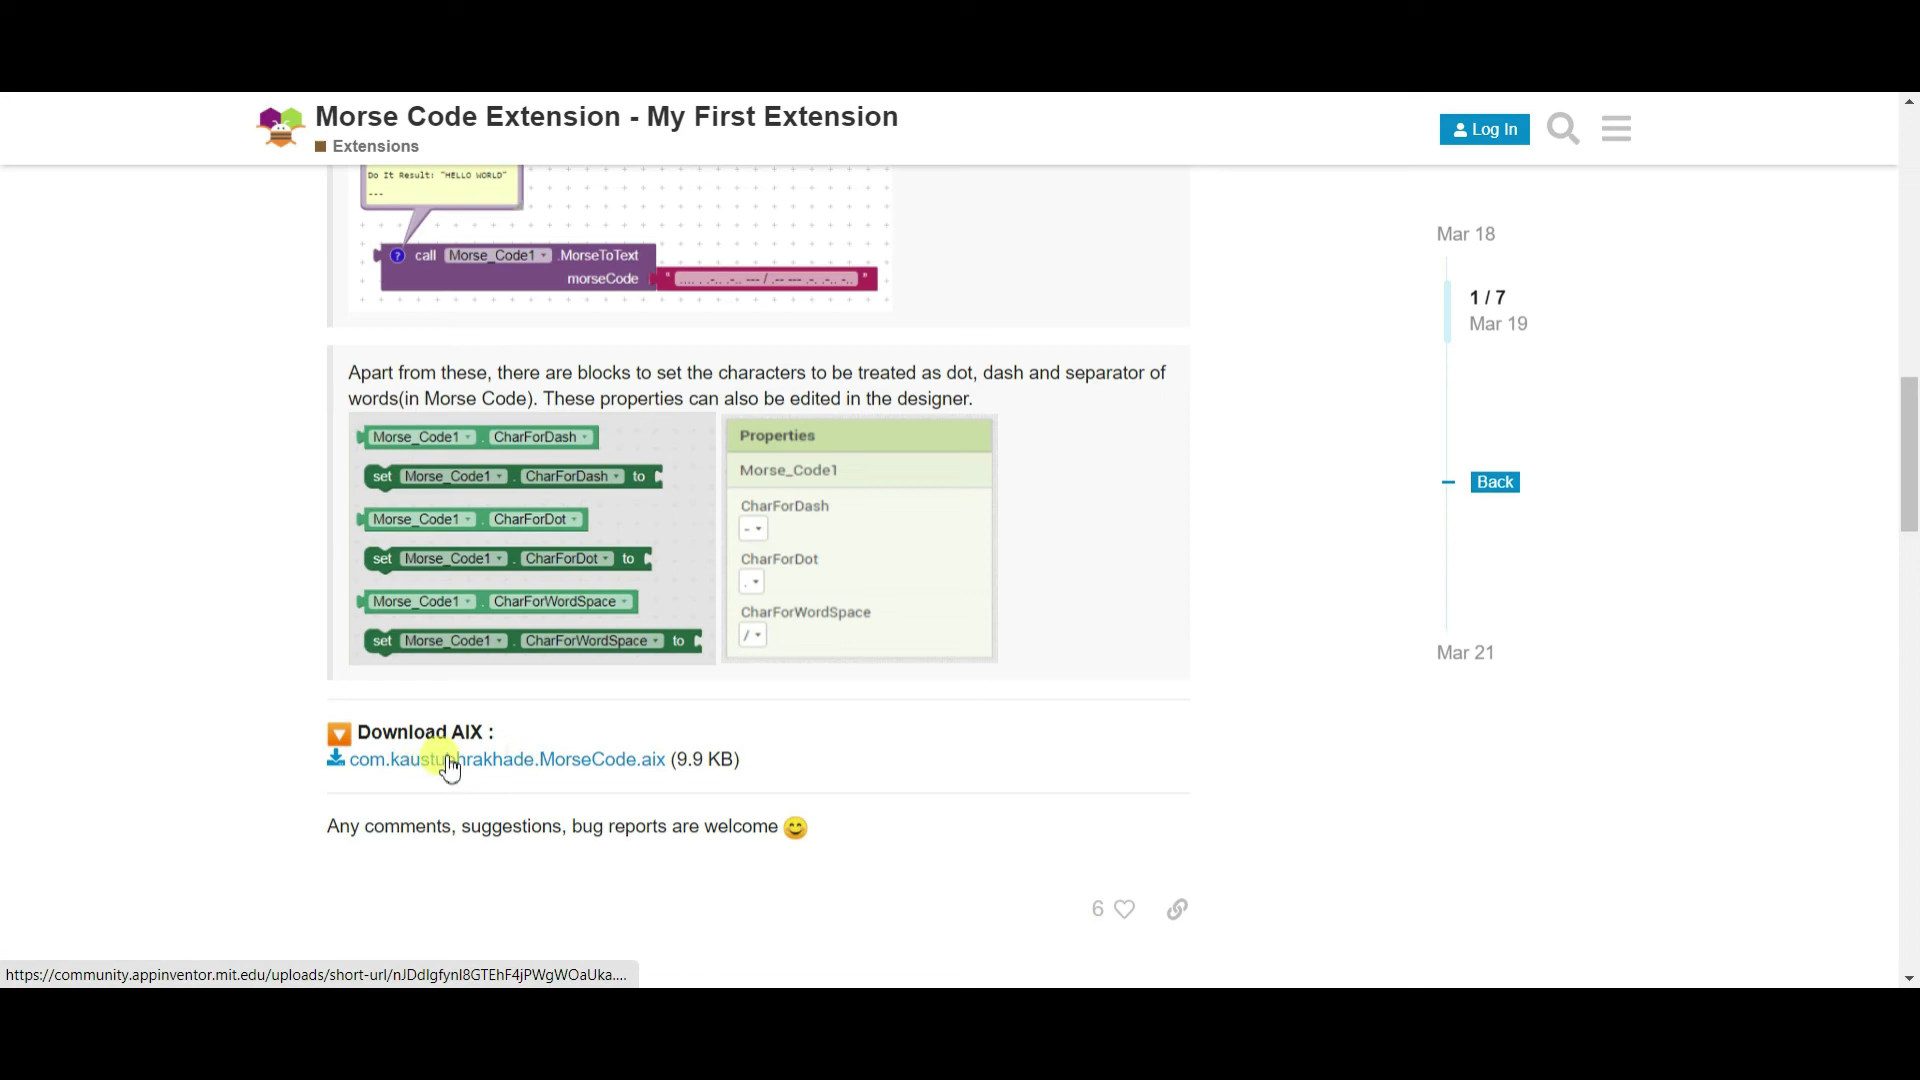 Morse Code Extension - My First Extension
Extensions
Log In
Do It Result: "HELLO WORLD"
---
? call Morse_Code1 .MorseToText
morseCode " .... . .-.. .-.. --- / .-- --- .-. .-.. -.. "
Mar 18
1 / 7
Mar 19
Back
Mar 21
Apart from these, there are blocks to set the characters to be treated as dot, dash and separator of
words(in Morse Code). These properties can also be edited in the designer.
Morse_Code1 . CharForDash
set Morse_Code1 . CharForDash to
Morse_Code1 . CharForDot
set Morse_Code1 . CharForDot to
Morse_Code1 . CharForWordSpace
set Morse_Code1 . CharForWordSpace to
Properties
Morse_Code1
CharForDash
-
CharForDot
.
CharForWordSpace
/
Download AIX :
com.kaustubhrakhade.MorseCode.aix (9.9 KB)
Any comments, suggestions, bug reports are welcome
6
https://community.appinventor.mit.edu/uploads/short-url/nJDdlgfynI8GTEhF4jPWgWOaUka....